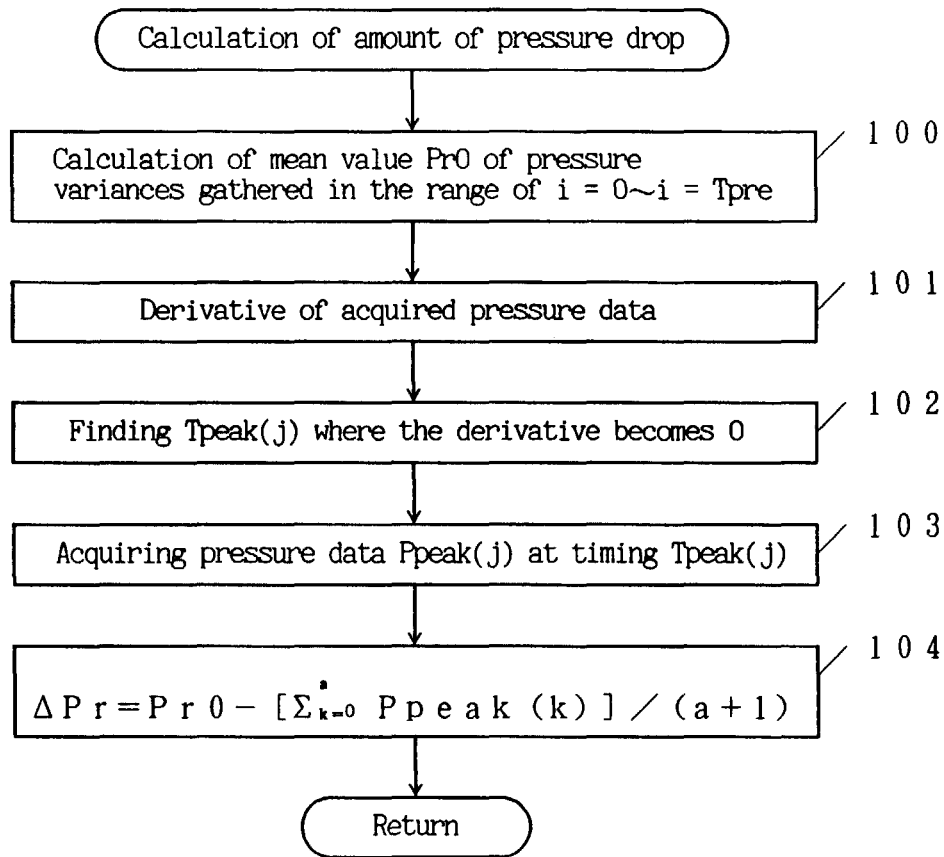 Calculation of amount of pressure drop
100
Calculation of mean value Pr0 of pressure
variances gathered in the range of i = 0~i = Tpre
101
Derivative of acquired pressure data
102
Finding Tpeak(j) where the derivative becomes 0
103
Acquiring pressure data Ppeak(j) at timing Tpeak(j)
104
ΔPr=Pr0-[Σ_{k=0}^{a} Ppeak(k)]/(a+1)
Return